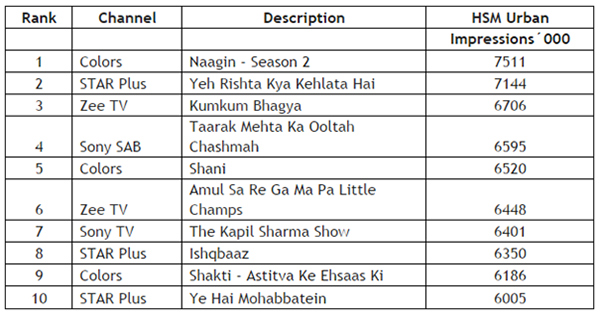 Rank Channel Description HSM Urban
Impressions´000
1 Colors Naagin - Season 2 7511
2 STAR Plus Yeh Rishta Kya Kehlata Hai 7144
3 Zee TV Kumkum Bhagya 6706
Taarak Mehta Ka Ooltah
4 Sony SAB Chashmah 6595
5 Colors Shani 6520
Amul Sa Re Ga Ma Pa Little
6 Zee TV Champs 6448
7 Sony TV The Kapil Sharma Show 6401
8 STAR Plus Ishqbaaz 6350
9 Colors Shakti - Astitva Ke Ehsaas Ki 6186
10 STAR Plus Ye Hai Mohabbatein 6005